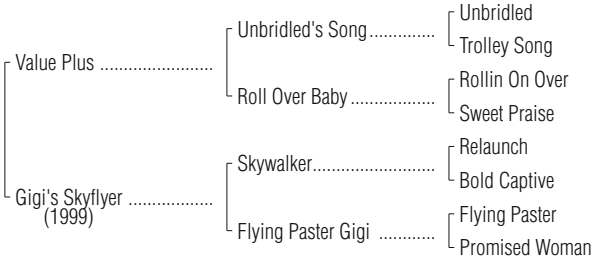 Unbridled
Unbridled's Song..............
Trolley Song
Value Plus .......................
Rollin On Over
Roll Over Baby .................
Sweet Praise
Relaunch
Skywalker.........................
Bold Captive
Gigi's Skyflyer .................
(1999)
Flying Paster
Flying Paster Gigi ............
Promised Woman